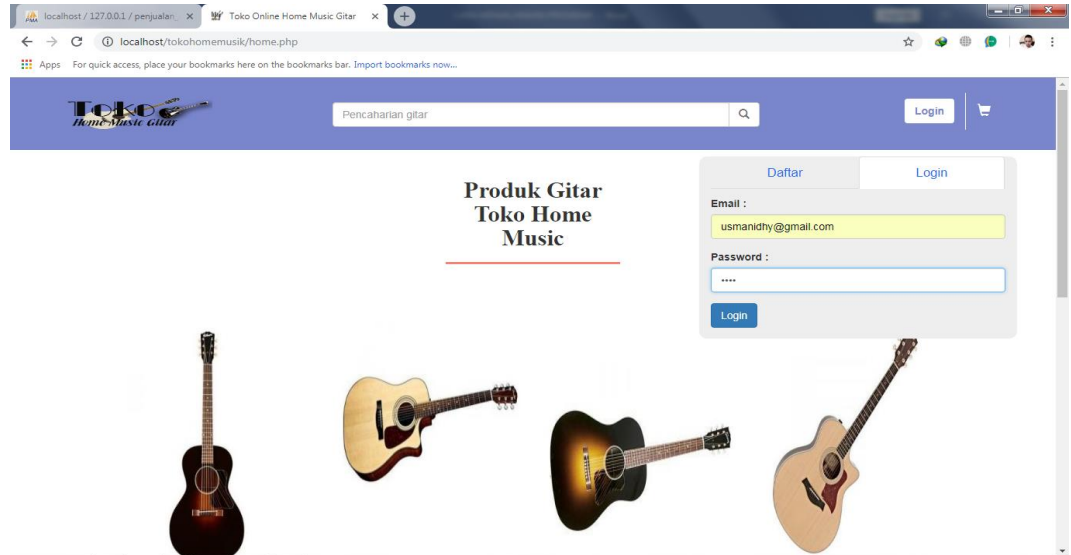 localhost / 127.0.0.1 / penjualan_
Toko Online Home Music Gitar
localhost/tokohomemusik/home.php
Apps For quick access, place your bookmarks here on the bookmarks bar. Import bookmarks now...
Toko
Home Music Gitar
Pencaharian gitar
Login
Produk Gitar
Toko Home
Music
Daftar Login
Email :
usmanidhy@gmail.com
Password :
••••
Login